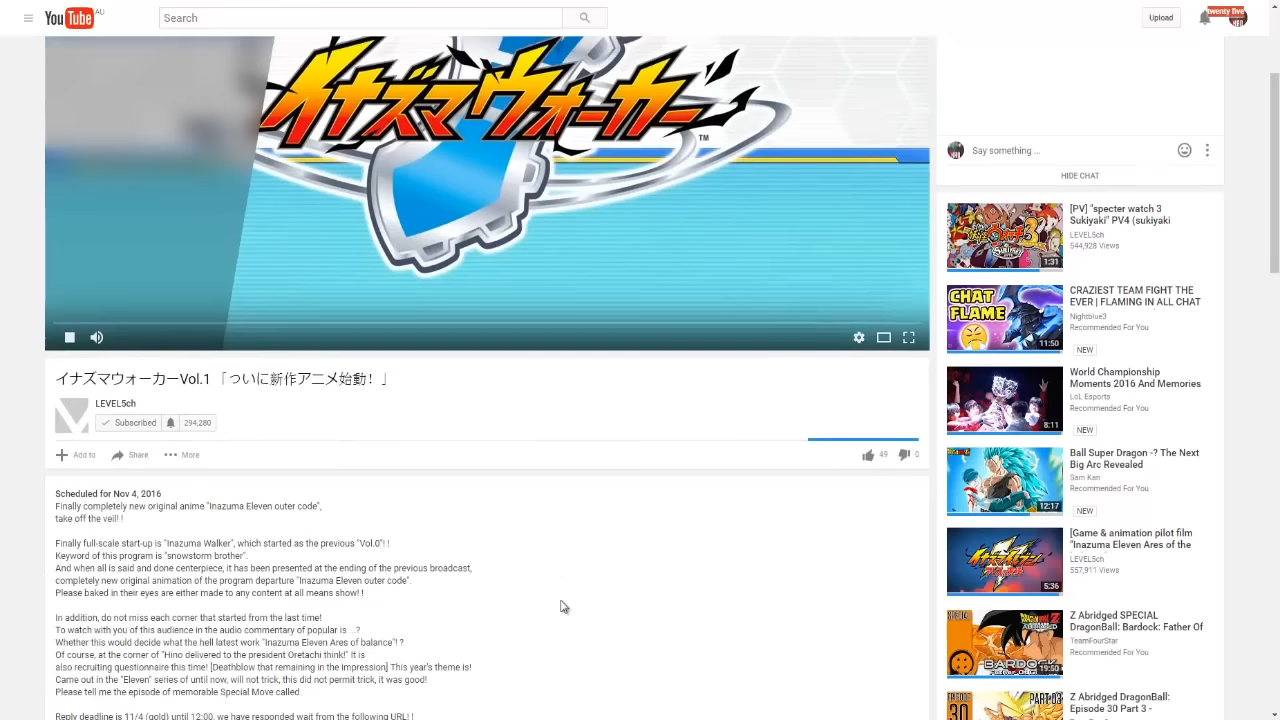 YouTube AU
Search
Upload
twenty five
イナズマウォーカー
TM
Say something ...
HIDE CHAT
イナズマウォーカーVol.1 「ついに新作アニメ始動！」
LEVEL5ch
Subscribed 294,280
Add to Share More
49 0
Scheduled for Nov 4, 2016
Finally completely new original anime "Inazuma Eleven outer code",
take off the veil! !
Finally full-scale start-up is "Inazuma Walker", which started as the previous "Vol.0"! !
Keyword of this program is "snowstorm brother".
And when all is said and done centerpiece, it has been presented at the ending of the previous broadcast,
completely new original animation of the program departure "Inazuma Eleven outer code".
Please baked in their eyes are either made to any content at all means show! !
In addition, do not miss each corner that started from the last time!
To watch with you of this audience in the audio commentary of popular is ...?
Whether this would decide what the hell latest work "Inazuma Eleven Ares of balance"! ?
Of course, at the corner of "Hino delivered to the president Oretachi think!" It is
also recruiting questionnaire this time! [Deathblow that remaining in the impression] This year's theme is!
Came out in the "Eleven" series of until now, will not trick, this did not permit trick, it was good!
Please tell me the episode of memorable Special Move called.
Reply deadline is 11/4 (gold) until 12:00, we have responded wait from the following URL! !
[PV] "specter watch 3
Sukiyaki" PV4 (sukiyaki
LEVEL5ch
544,928 Views
1:31
CRAZIEST TEAM FIGHT THE
EVER | FLAMING IN ALL CHAT
Nightblue3
Recommended For You
NEW
CHAT
FLAME
11:50
World Championship
Moments 2016 And Memories
LoL Esports
Recommended For You
NEW
8:11
Ball Super Dragon -? The Next
Big Arc Revealed
Sam Kan
Recommended For You
NEW
12:17
[Game & animation pilot film
"Inazuma Eleven Ares of the
LEVEL5ch
557,911 Views
5:36
Z Abridged SPECIAL
DragonBall: Bardock: Father Of
TeamFourStar
Recommended For You
SPECIAL
BARDOCK
19:50
Z Abridged DragonBall:
Episode 30 Part 3 -
EPISODE
30
PART 03